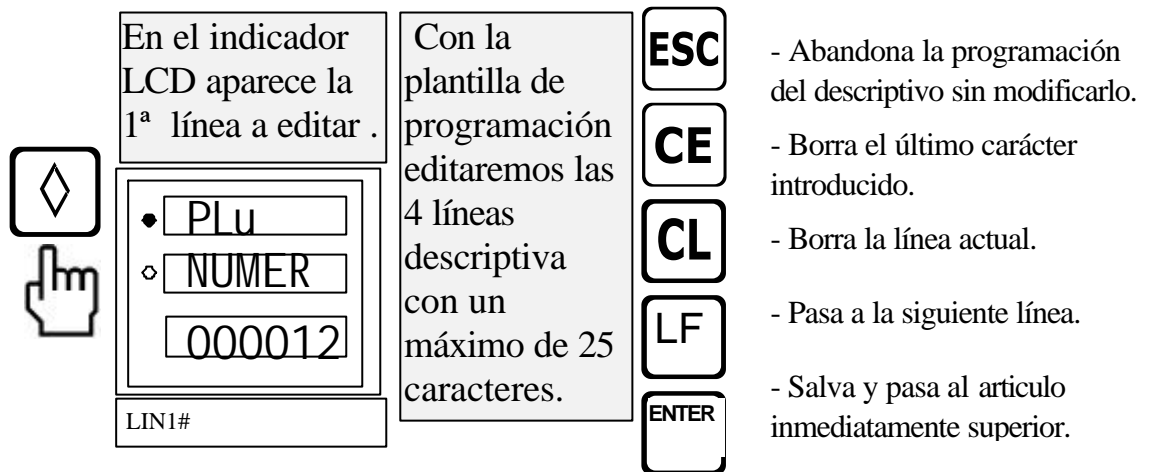 En el indicador
LCD aparece la
1ª línea a editar .
◊
PLu
NUMER
000012
LIN1#
Con la
plantilla de
programación
editaremos las
4 líneas
descriptiva
con un
máximo de 25
caracteres.
ESC
- Abandona la programación
del descriptivo sin modificarlo.
CE
- Borra el último carácter
introducido.
CL
- Borra la línea actual.
LF
- Pasa a la siguiente línea.
ENTER
- Salva y pasa al articulo
inmediatamente superior.